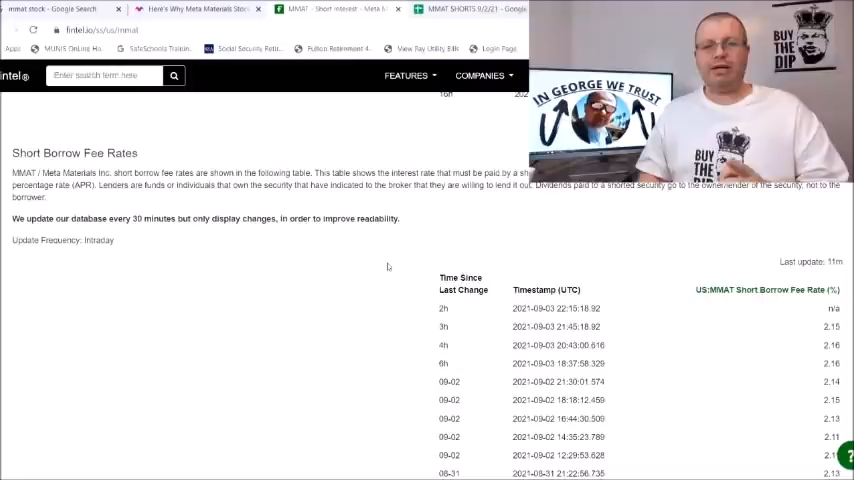 mmat stock - Google Search
Here's Why Meta Materials Stoc
MMAT - Short Interest - Meta M
MMAT SHORTS 9/2/21 - Google
fintel.io/ss/us/mmat
Apps
MUNIS OnLine Ho...
SafeSchools Trainin...
Social Security Reti...
Fulton Retirement 4...
View Pay Utility Billk
Login Page
intel®
Enter search term here
FEATURES
COMPANIES
16h
202
BUY
THE
DIP
IN GEORGE WE TRUST
BUY
THE
Short Borrow Fee Rates
MMAT / Meta Materials Inc. short borrow fee rates are shown in the following table. This table shows the interest rate that must be paid by a sh
percentage rate (APR). Lenders are funds or individuals that own the security that have indicated to the broker that they are willing to lend it out. Dividends paid to a shorted security go to the owner/lender of the security, not to the
borrower.
We update our database every 30 minutes but only display changes, in order to improve readability.
Update Frequency: Intraday
Last update: 11m
Time Since
Last Change Timestamp (UTC) US:MMAT Short Borrow Fee Rate (%)
2h 2021-09-03 22:15:18.92 n/a
3h 2021-09-03 21:45:18.92 2.15
4h 2021-09-03 20:43:00.616 2.16
6h 2021-09-03 18:37:58.329 2.16
09-02 2021-09-02 21:30:01.574 2.14
09-02 2021-09-02 18:18:12.459 2.15
09-02 2021-09-02 16:44:30.509 2.13
09-02 2021-09-02 14:35:23.789 2.11
09-02 2021-09-02 12:29:53.628
08-31 2021-08-31 21:22:56.735 2.13
?